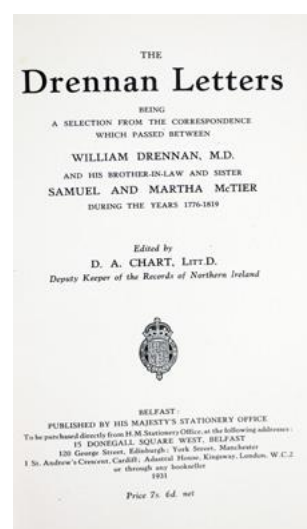 THE
Drennan Letters
BEING
A SELECTION FROM THE CORRESPONDENCE
WHICH PASSED BETWEEN
WILLIAM DRENNAN, M.D.
AND HIS BROTHER-IN-LAW AND SISTER
SAMUEL AND MARTHA McTIER
DURING THE YEARS 1776-1819
Edited by
D. A. CHART, LITT.D.
Deputy Keeper of the Records of Northern Ireland
BELFAST:
PUBLISHED BY HIS MAJESTY'S STATIONERY OFFICE
To be purchased directly from H.M. Stationery Office, at the following addresses:
15 DONEGALL SQUARE WEST, BELFAST
120 George Street, Edinburgh; York Street, Manchester
1 St. Andrew's Crescent, Cardiff; Adastral House, Kingsway, London, W.C.2
or through any bookseller
1931
Price 7s. 6d. net